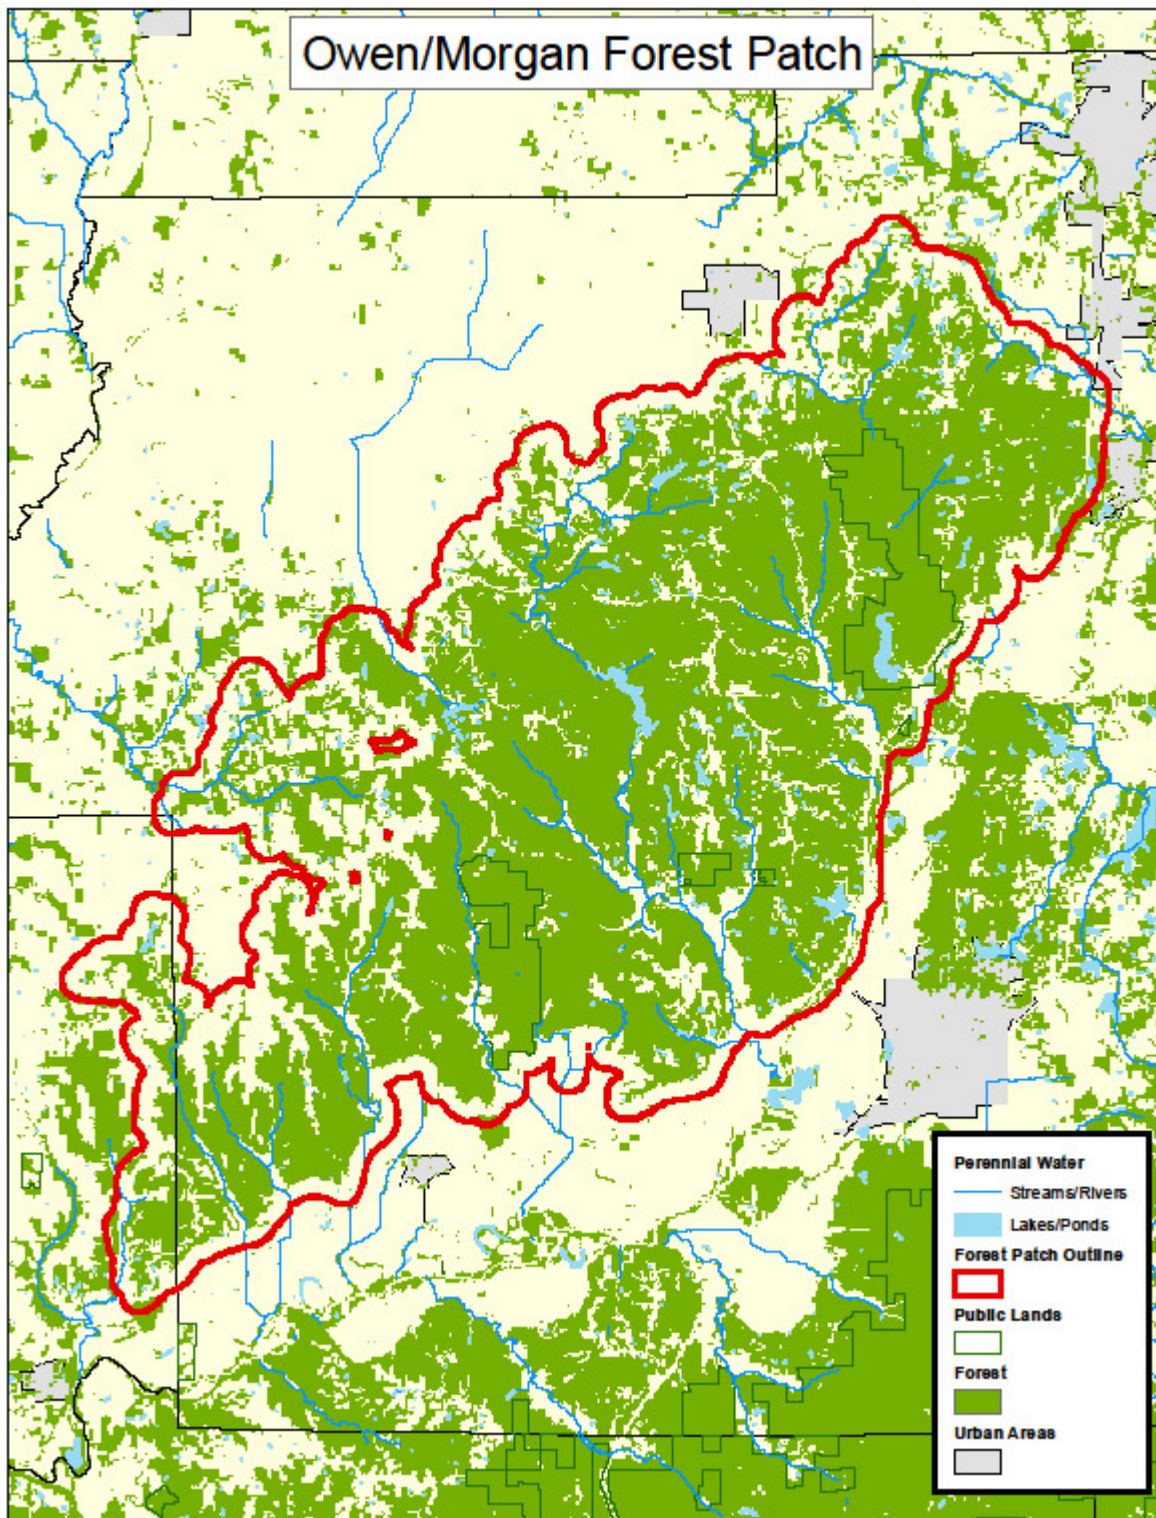 Owen/Morgan Forest Patch
Perennial Water
Streams/Rivers
Lakes/Ponds
Forest Patch Outline
Public Lands
Forest
Urban Areas